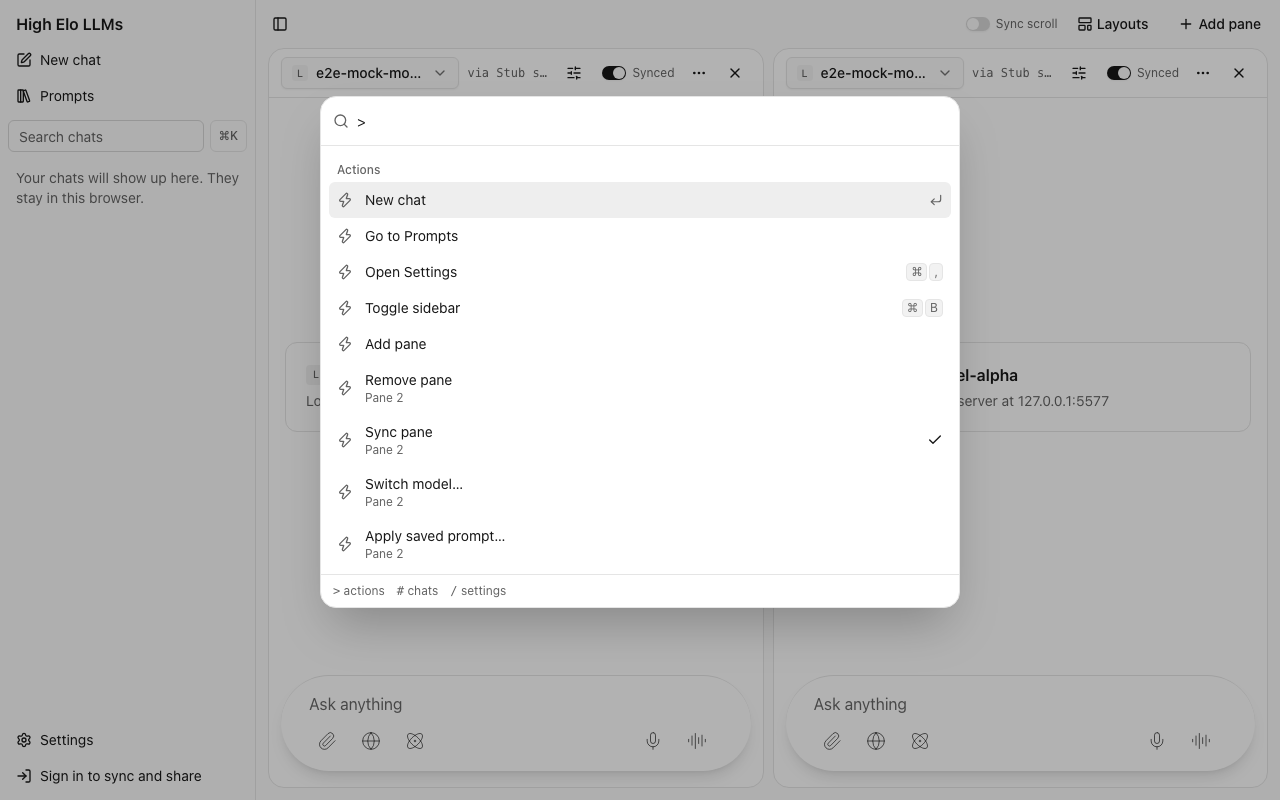 High Elo LLMs
New chat
Prompts
Search chats
⌘K
Your chats will show up here. They
stay in this browser.
Settings
Sign in to sync and share
Sync scroll
Layouts
Add pane
L
e2e-mock-mo...
via Stub s...
Synced
L
e2e-mock-mo...
via Stub s...
Synced
>
Actions
New chat
Go to Prompts
Open Settings
⌘ ,
Toggle sidebar
⌘ B
Add pane
Remove pane
Pane 2
Sync pane
Pane 2
Switch model...
Pane 2
Apply saved prompt...
Pane 2
> actions # chats / settings
L
Lo
el-alpha
server at 127.0.0.1:5577
Ask anything
Ask anything